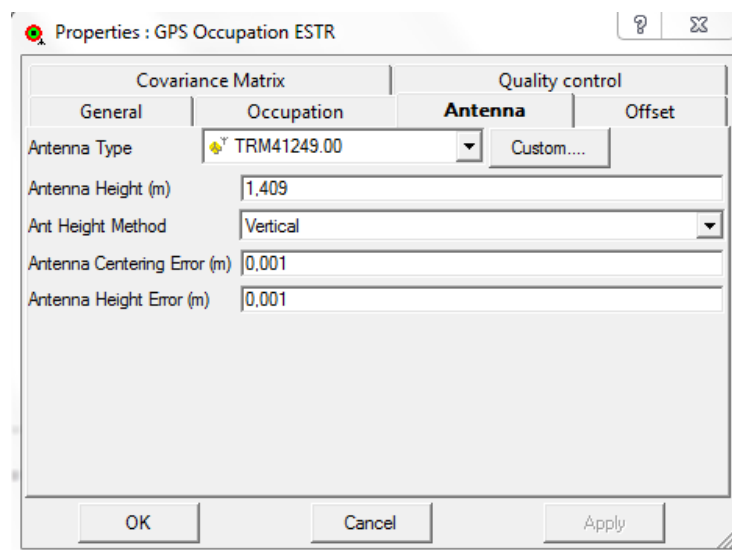 Properties : GPS Occupation ESTR
Covariance Matrix Quality control
General Occupation Antenna Offset
Antenna Type TRM41249.00 Custom....
Antenna Height (m) 1,409
Ant Height Method Vertical
Antenna Centering Error (m) 0,001
Antenna Height Error (m) 0,001
OK Cancel Apply